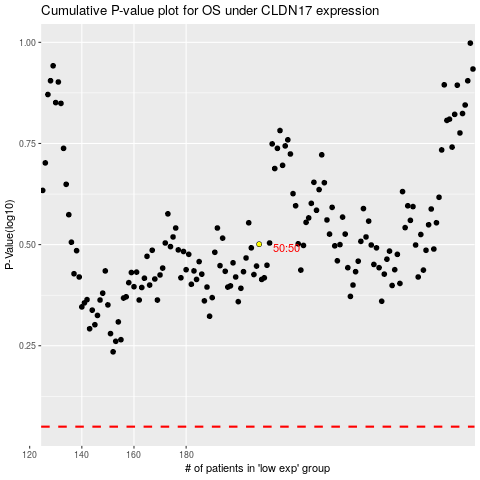 Cumulative P-value plot for OS under CLDN17 expression
P-Value(log10)
1.00
0.75
0.50
0.25
50:50
120 140 160 180
# of patients in 'low exp' group